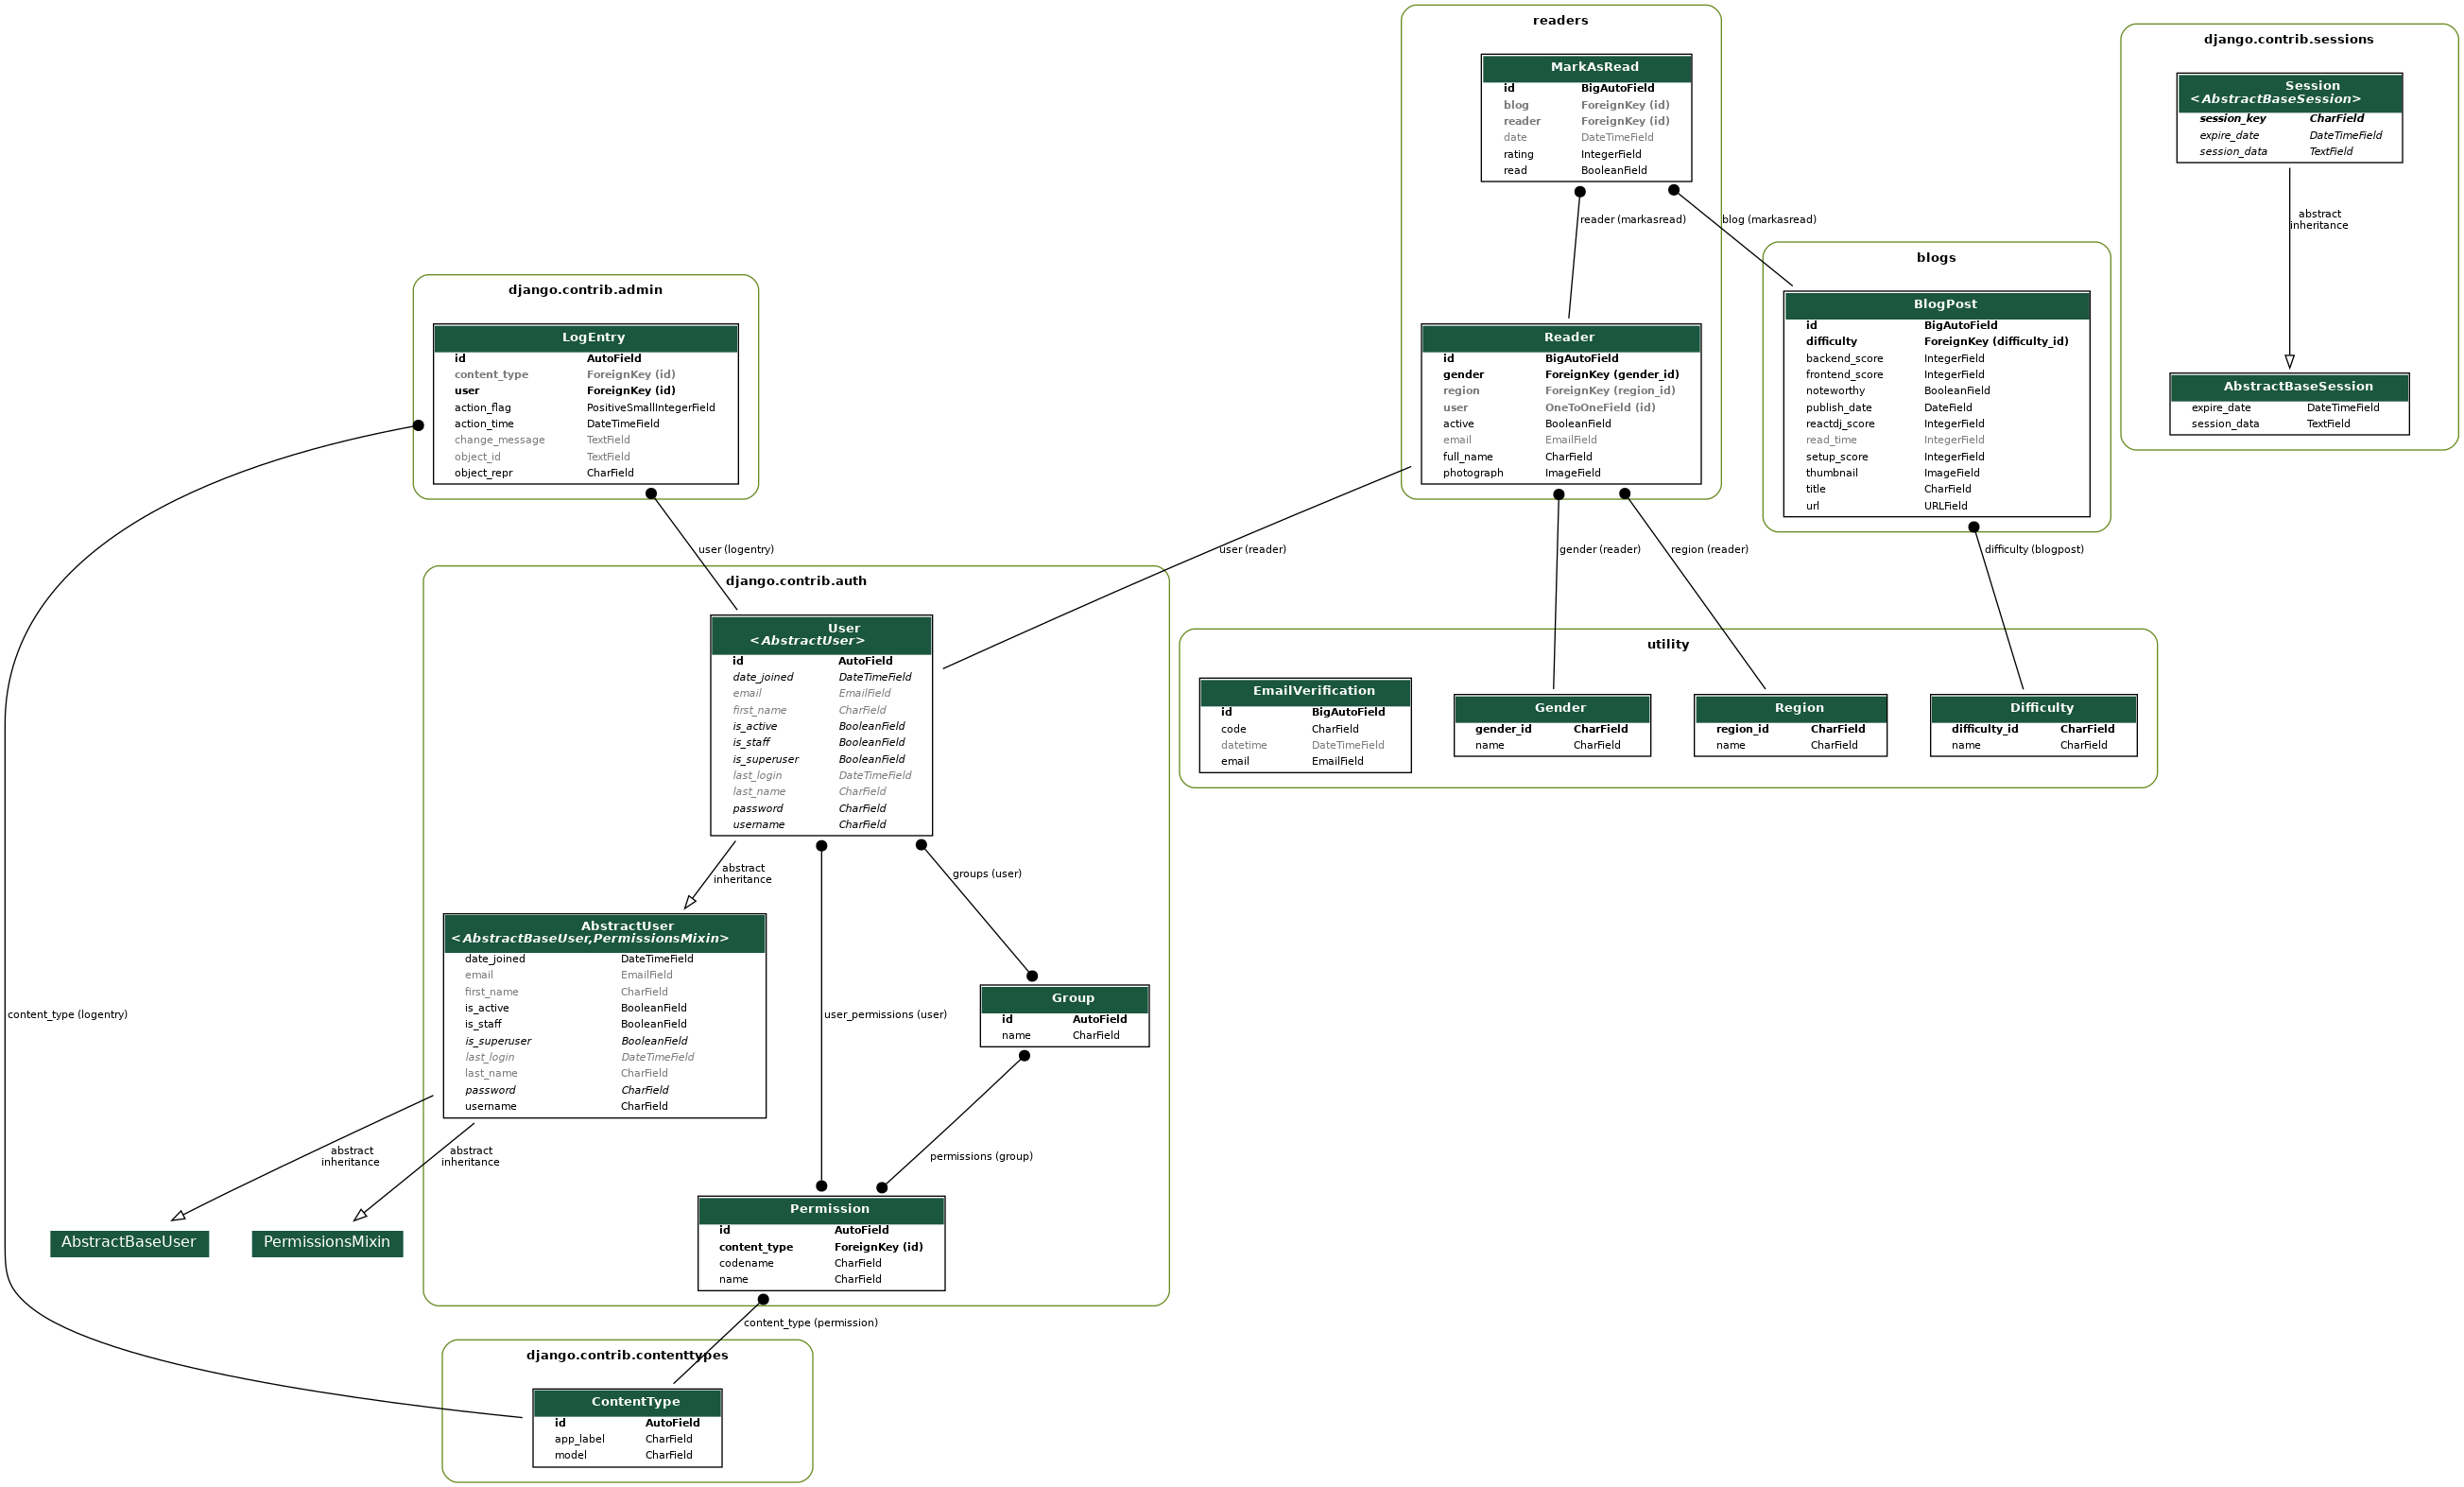 readers
MarkAsRead
id BigAutoField
blog ForeignKey (id)
reader ForeignKey (id)
date DateTimeField
rating IntegerField
read BooleanField
reader (markasread)
blog (markasread)
Reader
id BigAutoField
gender ForeignKey (gender_id)
region ForeignKey (region_id)
user OneToOneField (id)
active BooleanField
email EmailField
full_name CharField
photograph ImageField
django.contrib.sessions
Session
<AbstractBaseSession>
session_key CharField
expire_date DateTimeField
session_data TextField
abstract
inheritance
AbstractBaseSession
expire_date DateTimeField
session_data TextField
blogs
BlogPost
id BigAutoField
difficulty ForeignKey (difficulty_id)
backend_score IntegerField
frontend_score IntegerField
noteworthy BooleanField
publish_date DateField
reactdj_score IntegerField
read_time IntegerField
setup_score IntegerField
thumbnail ImageField
title CharField
url URLField
django.contrib.admin
LogEntry
id AutoField
content_type ForeignKey (id)
user ForeignKey (id)
action_flag PositiveSmallIntegerField
action_time DateTimeField
change_message TextField
object_id TextField
object_repr CharField
user (logentry)
user (reader)
gender (reader)
region (reader)
difficulty (blogpost)
django.contrib.auth
User
<AbstractUser>
id AutoField
date_joined DateTimeField
email EmailField
first_name CharField
is_active BooleanField
is_staff BooleanField
is_superuser BooleanField
last_login DateTimeField
last_name CharField
password CharField
username CharField
utility
EmailVerification
id BigAutoField
code CharField
datetime DateTimeField
email EmailField
Gender
gender_id CharField
name CharField
Region
region_id CharField
name CharField
Difficulty
difficulty_id CharField
name CharField
abstract
inheritance
groups (user)
AbstractUser
<AbstractBaseUser,PermissionsMixin>
date_joined DateTimeField
email EmailField
first_name CharField
is_active BooleanField
is_staff BooleanField
is_superuser BooleanField
last_login DateTimeField
last_name CharField
password CharField
username CharField
content_type (logentry)
user_permissions (user)
Group
id AutoField
name CharField
abstract
inheritance
abstract
inheritance
permissions (group)
AbstractBaseUser
PermissionsMixin
Permission
id AutoField
content_type ForeignKey (id)
codename CharField
name CharField
content_type (permission)
django.contrib.contenttypes
ContentType
id AutoField
app_label CharField
model CharField